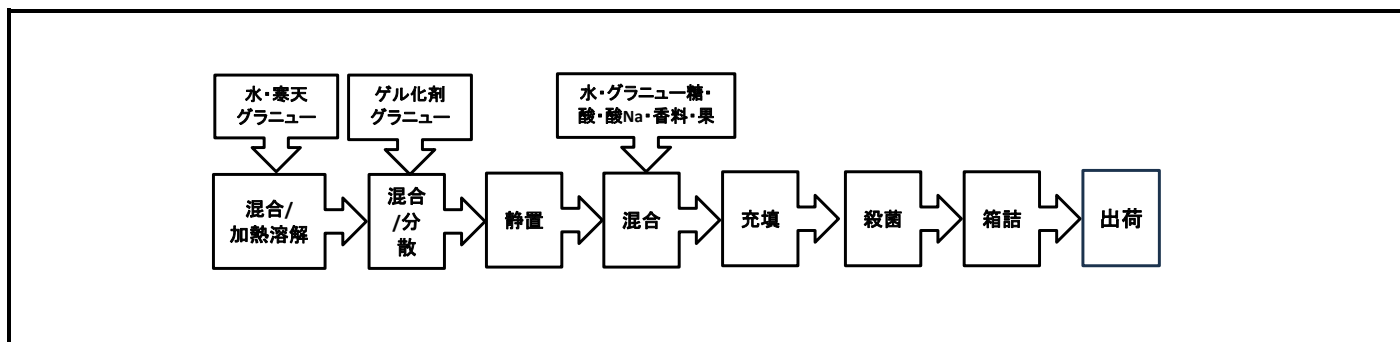 水・寒天
グラニュー
ゲル化剤
グラニュー
水・グラニュー糖・
酸・酸Na・香料・果
混合/
加熱溶解
混合
/分
散
静置
混合
充填
殺菌
箱詰
出荷